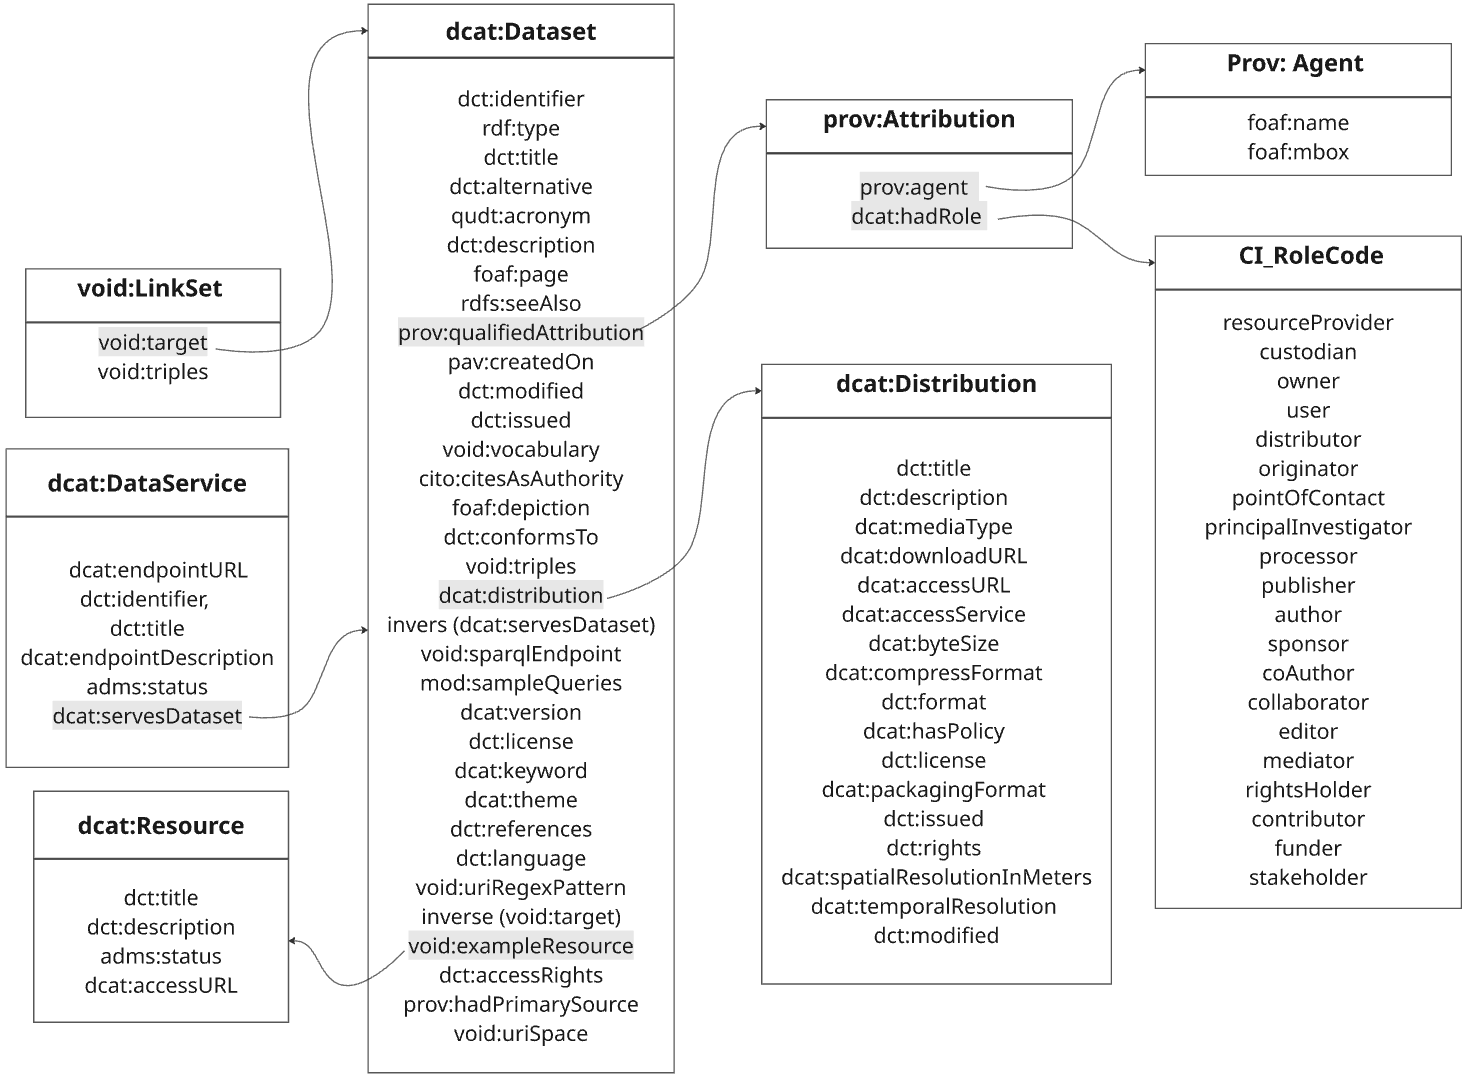 dcat:Dataset
dct:identifier
rdf:type
dct:title
dct:alternative
qudt:acronym
dct:description
foaf:page
rdfs:seeAlso
prov:qualifiedAttribution
pav:createdOn
dct:modified
dct:issued
void:vocabulary
cito:citesAsAuthority
foaf:depiction
dct:conformsTo
void:triples
dcat:distribution
invers (dcat:servesDataset)
void:sparqlEndpoint
mod:sampleQueries
dcat:version
dct:license
dcat:keyword
dcat:theme
dct:references
dct:language
void:uriRegexPattern
inverse (void:target)
void:exampleResource
dct:accessRights
prov:hadPrimarySource
void:uriSpace
void:LinkSet
void:target
void:triples
dcat:DataService
dcat:endpointURL
dct:identifier,
dct:title
dcat:endpointDescription
adms:status
dcat:servesDataset
dcat:Resource
dct:title
dct:description
adms:status
dcat:accessURL
prov:Attribution
prov:agent
dcat:hadRole
dcat:Distribution
dct:title
dct:description
dcat:mediaType
dcat:downloadURL
dcat:accessURL
dcat:accessService
dcat:byteSize
dcat:compressFormat
dct:format
dcat:hasPolicy
dct:license
dcat:packagingFormat
dct:issued
dct:rights
dcat:spatialResolutionInMeters
dcat:temporalResolution
dct:modified
Prov: Agent
foaf:name
foaf:mbox
CI_RoleCode
resourceProvider
custodian
owner
user
distributor
originator
pointOfContact
principalInvestigator
processor
publisher
author
sponsor
coAuthor
collaborator
editor
mediator
rightsHolder
contributor
funder
stakeholder